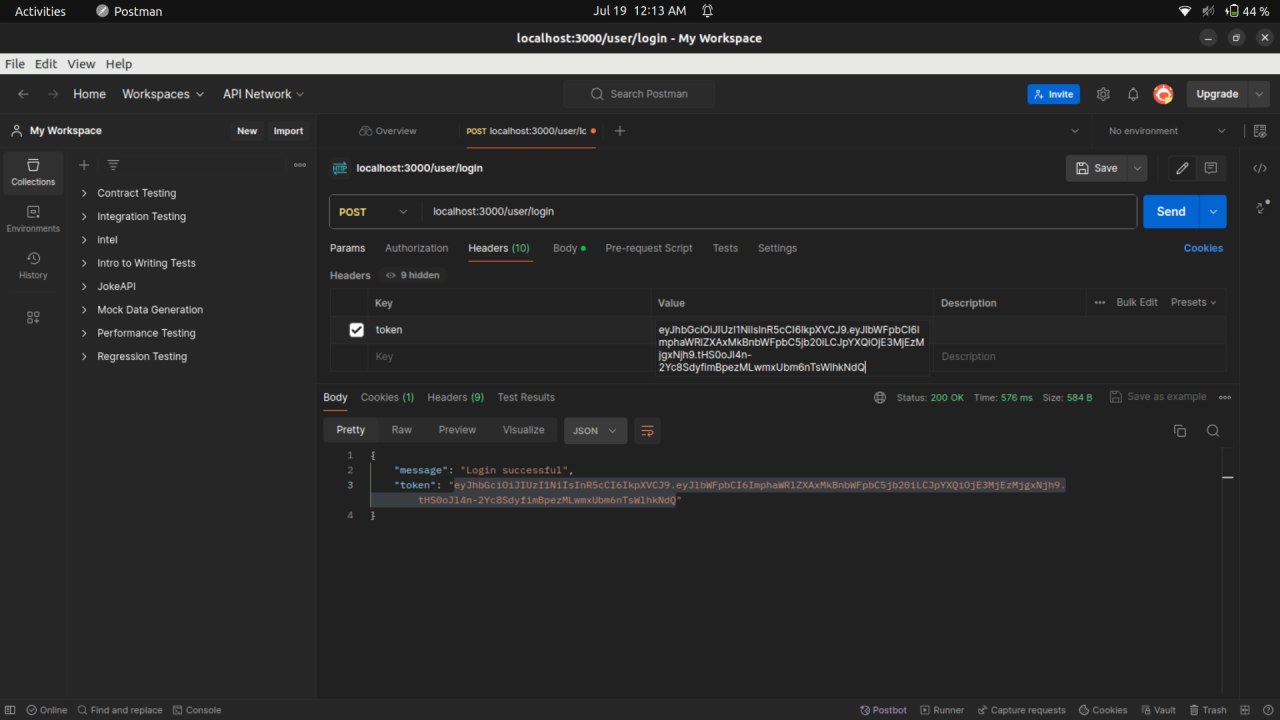 Activities Postman Jul 19 12:13 AM 44 %
localhost:3000/user/login - My Workspace
File Edit View Help
Home Workspaces API Network Search Postman Invite Upgrade
My Workspace New Import Overview POST localhost:3000/user/lo No environment
localhost:3000/user/login Save
Collections
Environments
History
Contract Testing
Integration Testing
intel
Intro to Writing Tests
JokeAPI
Mock Data Generation
Performance Testing
Regression Testing
POST localhost:3000/user/login Send
Params Authorization Headers (10) Body Pre-request Script Tests Settings Cookies
Headers 9 hidden
Key Value Description Bulk Edit Presets
token eyJhbGciOiJIUzI1NiIsInR5cCI6IkpXVCJ9.eyJlbWFpbCI6I
mphaWRlZXAxMkBnbWFpbC5jb20iLCJpYXQiOjE3MjEzM
jgxNjh9.tHS0oJl4n-
2Yc8SdyfimBpezMLwmxUbm6nTsWlhkNdQ
Key Description
Body Cookies (1) Headers (9) Test Results Status: 200 OK Time: 576 ms Size: 584 B Save as example
Pretty Raw Preview Visualize JSON
1 {
2 "message": "Login successful",
3 "token": "eyJhbGciOiJIUzI1NiIsInR5cCI6IkpXVCJ9.eyJlbWFpbCI6ImphaWRlZXAxMkBnbWFpbC5jb20iLCJpYXQiOjE3MjEzMjgxNjh9.
tHS0oJl4n-2Yc8SdyfimBpezMLwmxUbm6nTsWlhkNdQ"
4 }
Online Find and replace Console Postbot Runner Capture requests Cookies Vault Trash